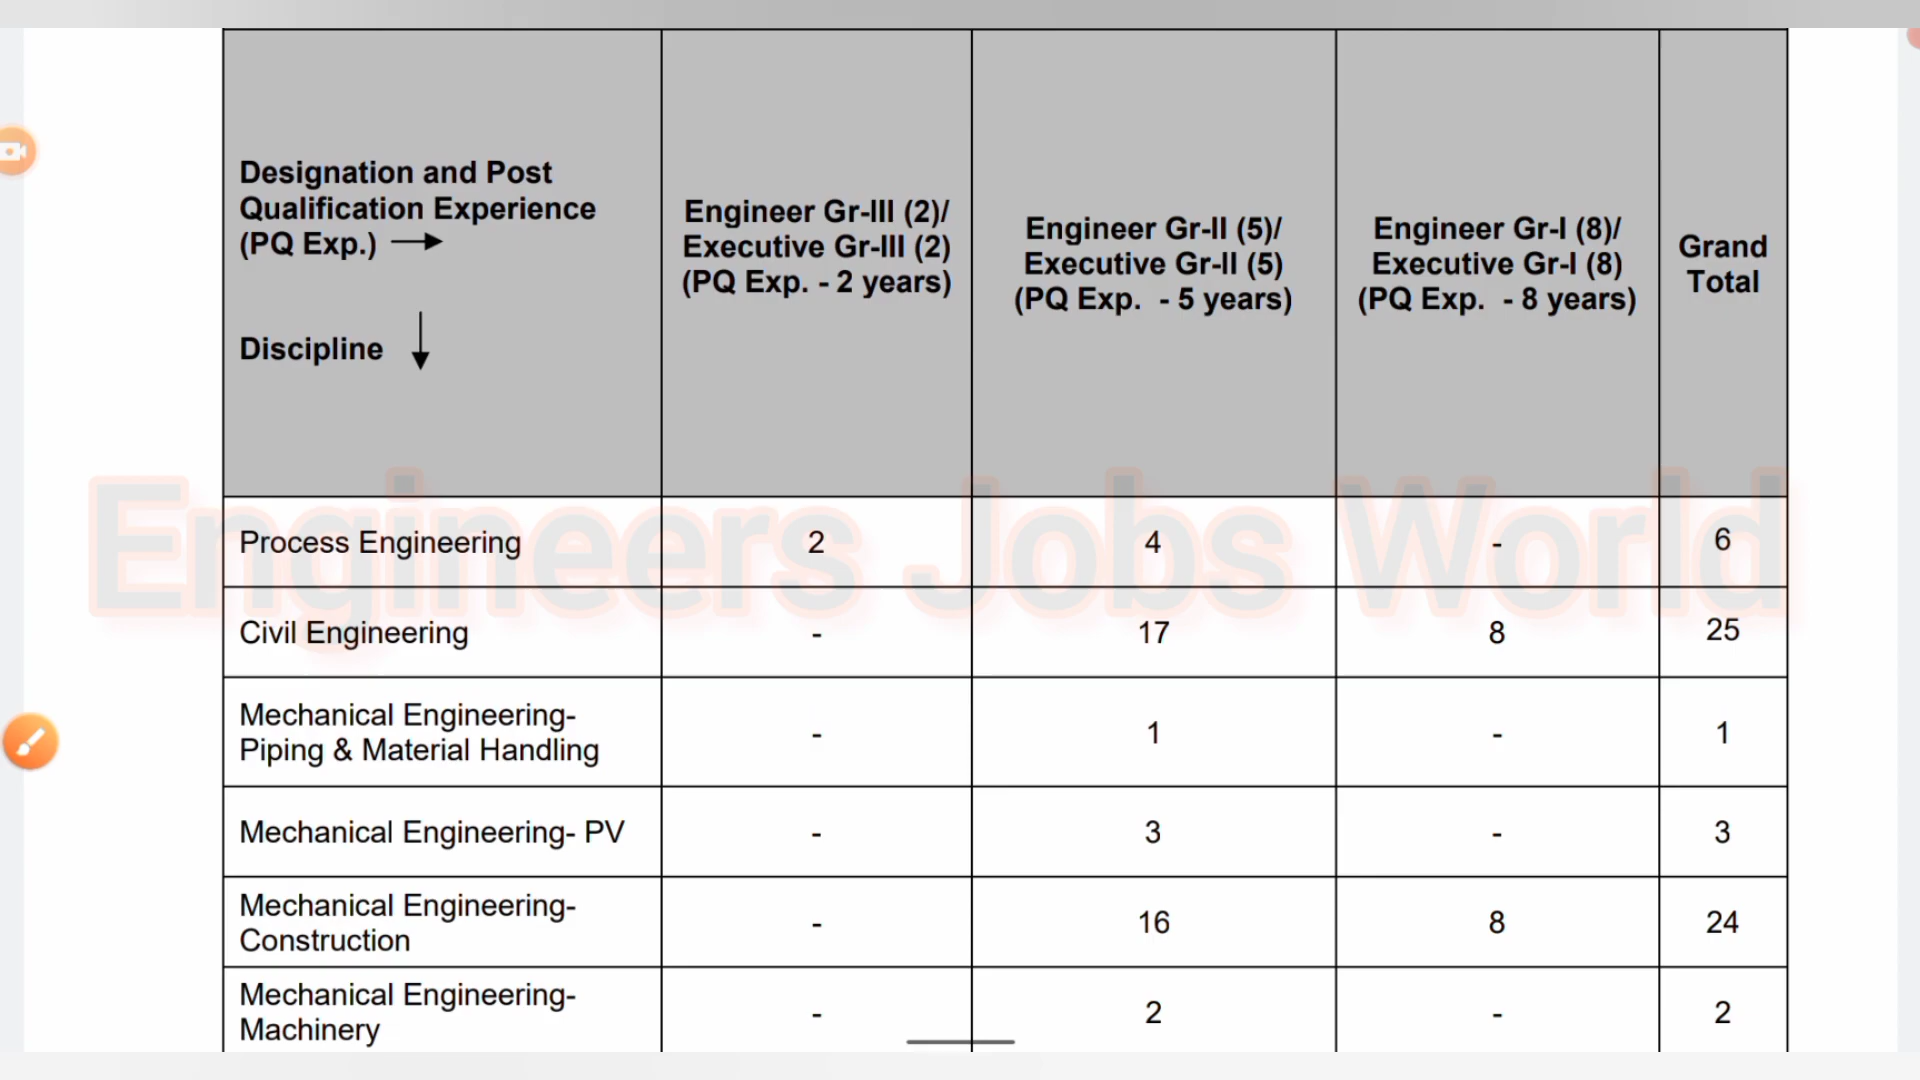 Designation and Post
Qualification Experience
(PQ Exp.)
Discipline
Engineer Gr-III (2)/
Executive Gr-III (2)
(PQ Exp. - 2 years)
Engineer Gr-II (5)/
Executive Gr-II (5)
(PQ Exp. - 5 years)
Engineer Gr-I (8)/
Executive Gr-I (8)
(PQ Exp. - 8 years)
Grand
Total
Engineers Jobs World
Process Engineering 2 4 - 6
Civil Engineering - 17 8 25
Mechanical Engineering-
Piping & Material Handling - 1 - 1
Mechanical Engineering- PV - 3 - 3
Mechanical Engineering-
Construction - 16 8 24
Mechanical Engineering-
Machinery - 2 - 2